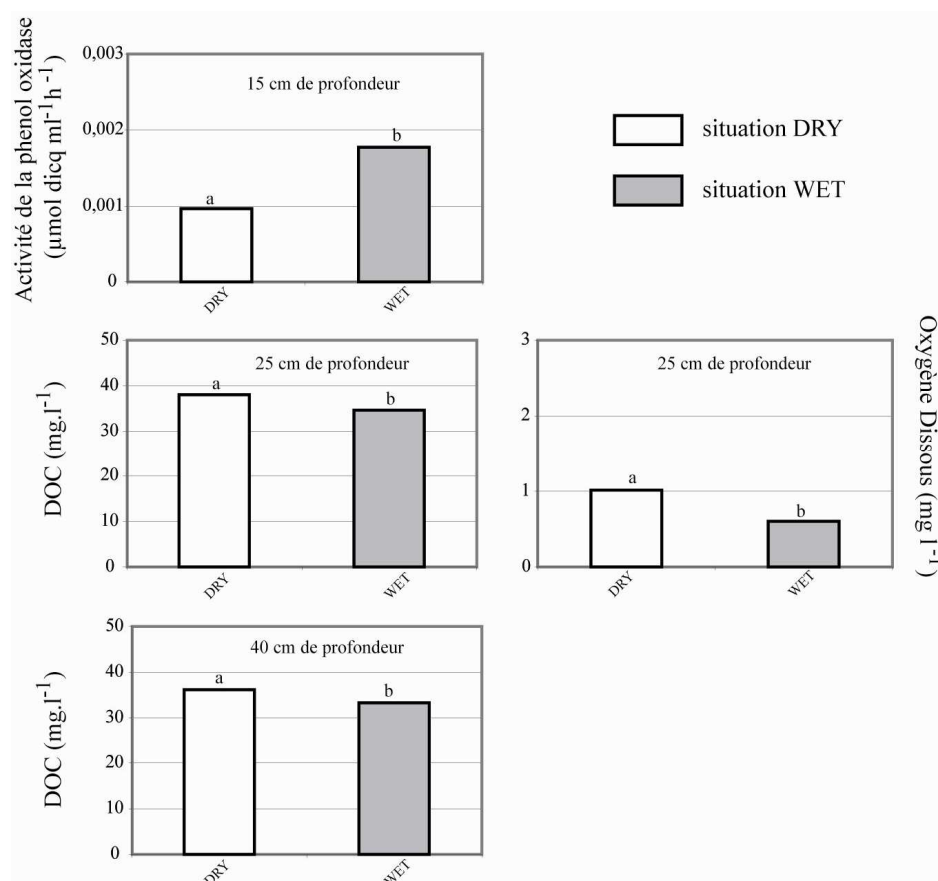 Activité de la phenol oxidase
(µmol dicq ml-1h-1)
0,003
0,002
0,001
0
15 cm de profondeur
a
b
DRY
WET
situation DRY
situation WET
DOC (mg.l-1)
50
40
30
20
10
0
25 cm de profondeur
a
b
DRY
WET
3
2
1
0
25 cm de profondeur
a
b
DRY
WET
Oxygène Dissous (mg l-1)
DOC (mg.l-1)
50
40
30
20
10
0
40 cm de profondeur
a
b
DRY
WET